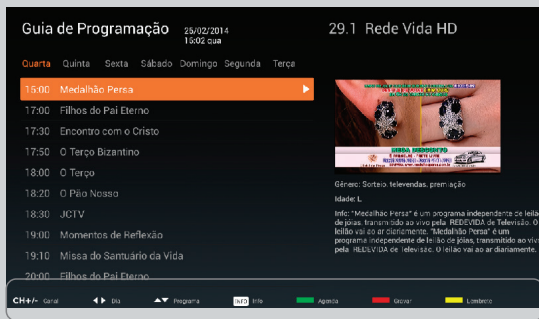 Guia de Programação
25/02/2014
15:02 qua
29.1 Rede Vida HD
Quarta Quinta Sexta Sábado Domingo Segunda Terça
15:00 Medalhão Persa
17:00 Filhos do Pai Eterno
17:30 Encontro com o Cristo
17:50 O Terço Bizantino
18:00 O Terço
18:20 O Pão Nosso
18:30 JCTV
19:00 Momentos de Reflexão
19:10 Missa do Santuário da Vida
20:00 Filhos do Pai Eterno
MEGA DESCONTO
Gênero: Sorteio, televendas, premiação
Idade: L
Info: "Medalhão Persa" é um programa independente de leilão
de jóias, transmitido ao vivo pela REDEVIDA de Televisão. O
leilão vai ao ar diariamente. "Medalhão Persa" é um
programa independente de leilão de jóias, transmitido ao vivo
pela REDEVIDA de Televisão. O leilão vai ao ar diariamente.
CH+/- Canal Dia Programa INFO Info Agenda Gravar Lembrete